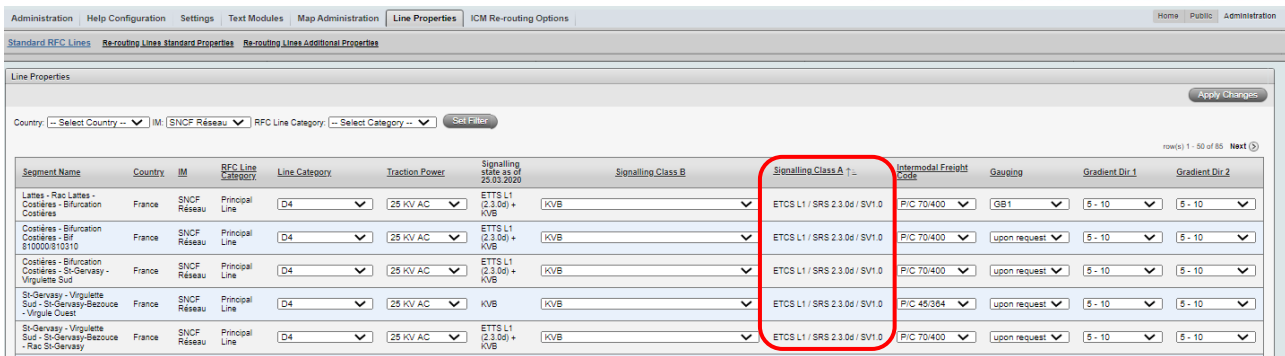 Administration Help Configuration Settings Text Modules Map Administration Line Properties ICM Re-routing Options Home Public Administration
Standard RFC Lines Re-routing Lines Standard Properties Re-routing Lines Additional Properties
Line Properties
Apply Changes
Country: -- Select Country -- IM: SNCF Réseau RFC Line Category: -- Select Category -- Set Filter
row(s) 1 - 50 of 85 Next
Segment Name Country IM RFC Line Category Line Category Traction Power Signalling state as of 25.03.2020 Signalling Class B Signalling Class A Intermodal Freight Code Gauging Gradient Dir 1 Gradient Dir 2
Lattes - Rac Lattes - Costières - Bifurcation Costières France SNCF Réseau Principal Line D4 25 KV AC ETTS L1 (2.3.0d) + KVB KVB ETCS L1 / SRS 2.3.0d / SV1.0 P/C 70/400 GB1 5 - 10 5 - 10
Costières - Bifurcation Costières - Bif 810000/810310 France SNCF Réseau Principal Line D4 25 KV AC ETTS L1 (2.3.0d) + KVB KVB ETCS L1 / SRS 2.3.0d / SV1.0 P/C 70/400 upon request 5 - 10 5 - 10
Costières - Bifurcation Costières - St-Gervasy - Virgulette Sud France SNCF Réseau Principal Line D4 25 KV AC ETTS L1 (2.3.0d) + KVB KVB ETCS L1 / SRS 2.3.0d / SV1.0 P/C 70/400 upon request 5 - 10 5 - 10
St-Gervasy - Virgulette Sud - St-Gervasy-Bezouce - Virgule Ouest France SNCF Réseau Principal Line D4 25 KV AC KVB KVB ETCS L1 / SRS 2.3.0d / SV1.0 P/C 45/364 upon request 5 - 10 5 - 10
St-Gervasy - Virgulette Sud - St-Gervasy-Bezouce - Rac St-Gervasy France SNCF Réseau Principal Line D4 25 KV AC ETTS L1 (2.3.0d) + KVB KVB ETCS L1 / SRS 2.3.0d / SV1.0 P/C 70/400 upon request 5 - 10 5 - 10